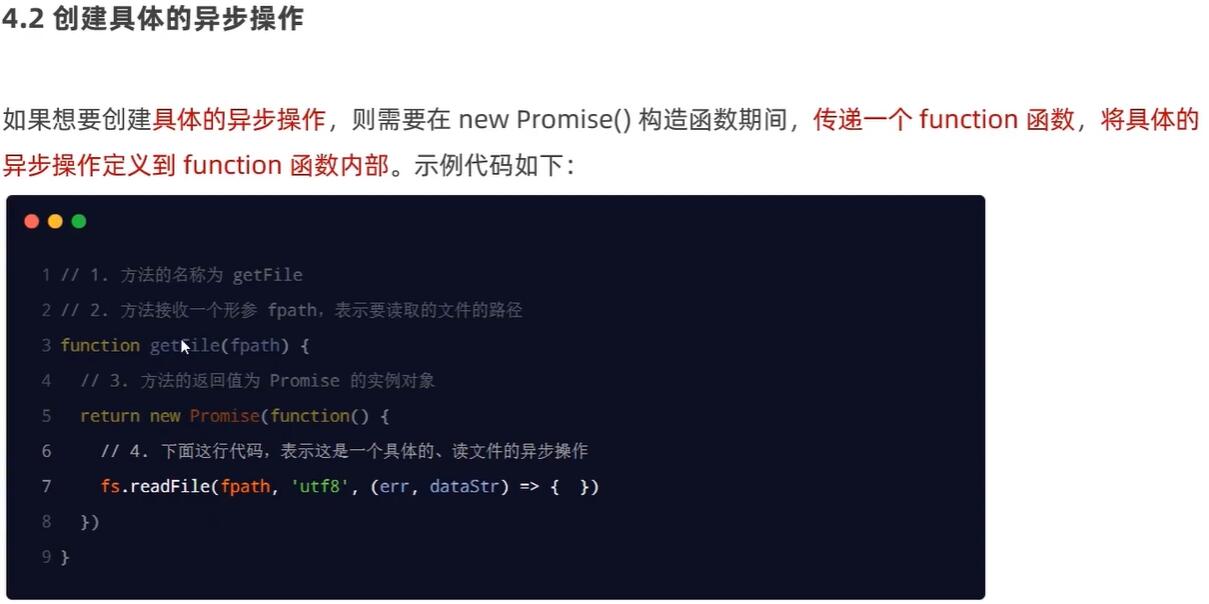 4.2 创建具体的异步操作
如果想要创建具体的异步操作，则需要在 new Promise() 构造函数期间，传递一个 function 函数，将具体的
异步操作定义到 function 函数内部。示例代码如下：
1 // 1. 方法的名称为 getFile
2 // 2. 方法接收一个形参 fpath，表示要读取的文件的路径
3 function getFile(fpath) {
4 // 3. 方法的返回值为 Promise 的实例对象
5 return new Promise(function() {
6 // 4. 下面这行代码，表示这是一个具体的、读文件的异步操作
7 fs.readFile(fpath, 'utf8', (err, dataStr) => {  })
8 })
9 }